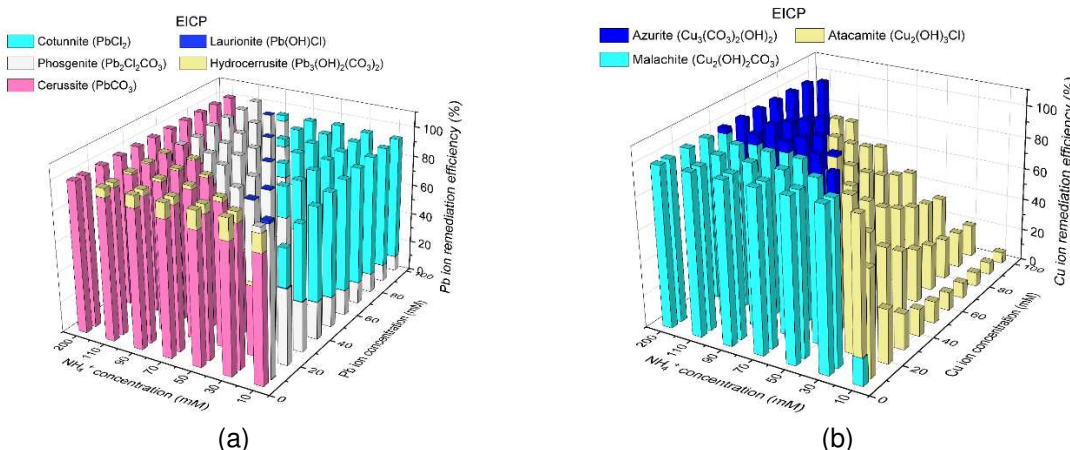 EICP
Cotunnite (PbCl₂)
Laurionite (Pb(OH)Cl)
Phosgenite (Pb₂Cl₂CO₃)
Hydrocerrusite (Pb₃(OH)₂(CO₃)₂)
Cerussite (PbCO₃)
100
80
60
40
20
0
Pb ion remediation efficiency (%)
200
110
90
70
50
30
10
NH₄⁺ concentration (mM)
0
20
40
60
80
100
Pb ion concentration (mM)
(a)
EICP
Azurite (Cu₃(CO₃)₂(OH)₂)
Atacamite (Cu₂(OH)₃Cl)
Malachite (Cu₂(OH)₂CO₃)
100
80
60
40
20
0
Cu ion remediation efficiency (%)
200
110
90
70
50
30
10
NH₄⁺ concentration (mM)
0
20
40
60
80
100
Cu ion concentration (mM)
(b)